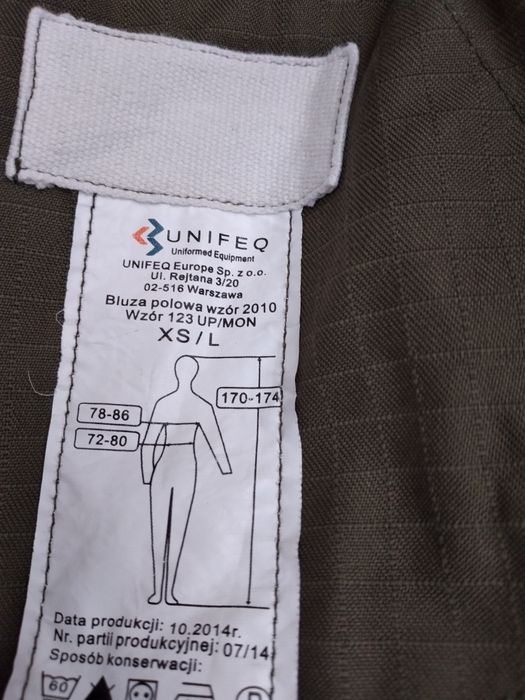 UNIFEQ
Uniformed Equipment
UNIFEQ Europe Sp. z o.o.
Ul. Rejtana 3/20
02-516 Warszawa
Bluza polowa wzór 2010
Wzór 123 UP/MON
XS/L
170-174
78-86
72-80
Data produkcji: 10.2014r.
Nr. partii produkcyjnej: 07/14
Sposób konserwacji:
60
P